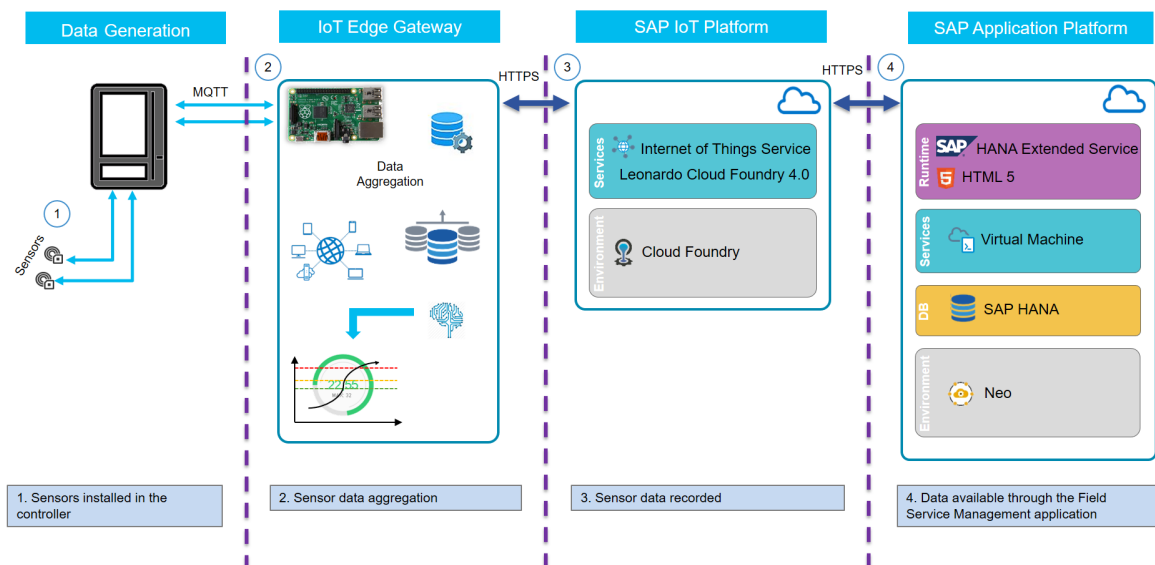 Data Generation
IoT Edge Gateway
SAP IoT Platform
SAP Application Platform
MQTT
1
Sensors
2
Data
Aggregation
22.55
HTTPS
3
Services
Internet of Things Service
Leonardo Cloud Foundry 4.0
Environment
Cloud Foundry
HTTPS
4
Runtime
SAP
HANA Extended Service
5
HTML 5
Services
Virtual Machine
DB
SAP HANA
Environment
Neo
1. Sensors installed in the
controller
2. Sensor data aggregation
3. Sensor data recorded
4. Data available through the Field
Service Management application